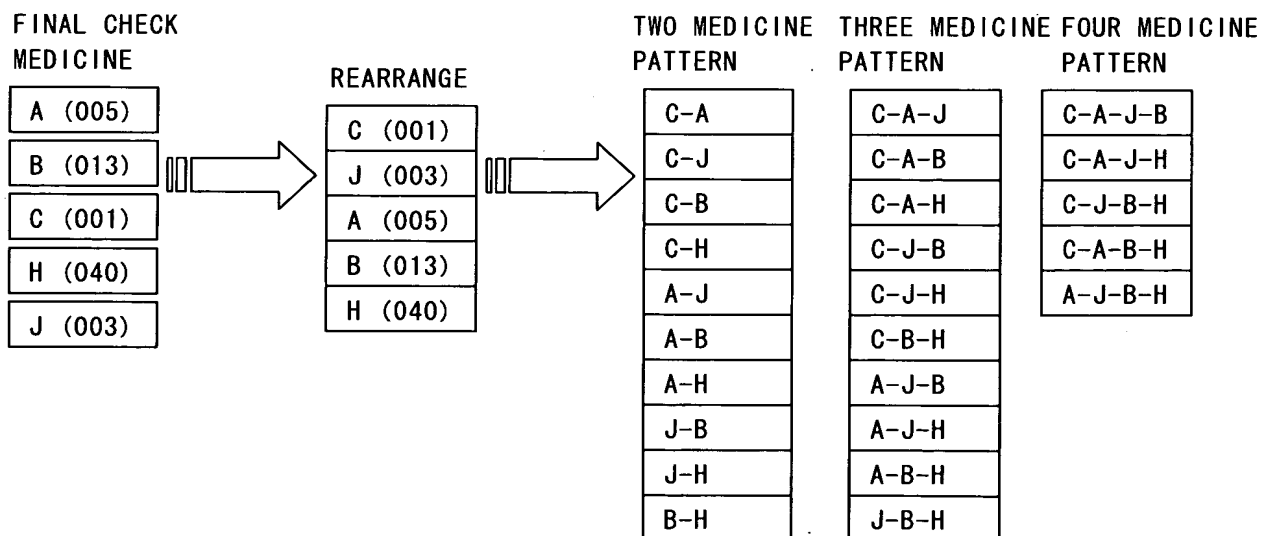 FINAL CHECK
MEDICINE
A (005)
B (013)
C (001)
H (040)
J (003)
REARRANGE
C (001)
J (003)
A (005)
B (013)
H (040)
TWO MEDICINE
PATTERN
C-A
C-J
C-B
C-H
A-J
A-B
A-H
J-B
J-H
B-H
THREE MEDICINE
PATTERN
C-A-J
C-A-B
C-A-H
C-J-B
C-J-H
C-B-H
A-J-B
A-J-H
A-B-H
J-B-H
FOUR MEDICINE
PATTERN
C-A-J-B
C-A-J-H
C-J-B-H
C-A-B-H
A-J-B-H